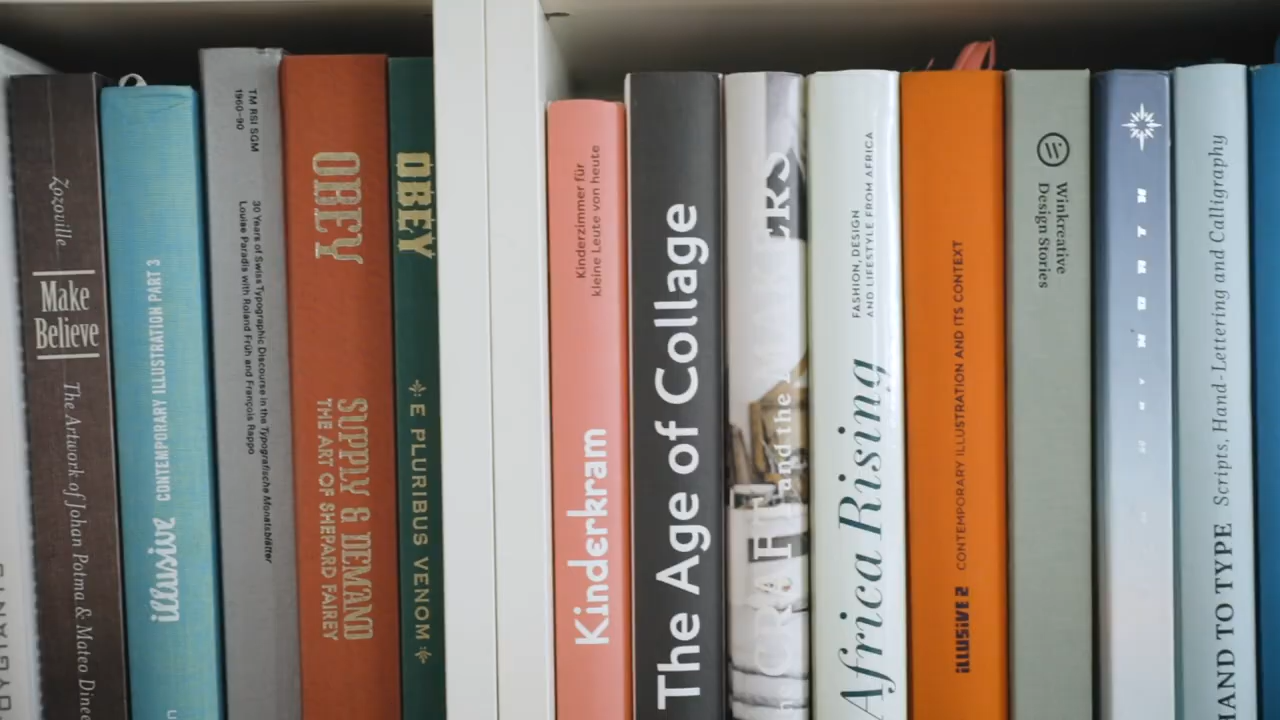 Zozoville
Make
Believe
The Artwork of Johan Potma & Mateo
illusive CONTEMPORARY ILLUSTRATION PART 3
TM RSI SGM
1960–90
30 Years of Swiss Typographic Discourse in the Typografische Monatsblätter
Louise Paradis with Roland Früh and François Rappo
OBEY
SUPPLY & DEMAND
THE ART OF SHEPARD FAIREY
OBEY
E PLURIBUS VENOM
Kinderkram
Kinderzimmer für
kleine Leute von heute
The Age of Collage
and the
Africa Rising
FASHION, DESIGN
AND LIFESTYLE FROM AFRICA
illusive 2 CONTEMPORARY ILLUSTRATION AND ITS CONTEXT
Winkreative
Design Stories
HAND TO TYPE Scripts, Hand-Lettering and Calligraphy